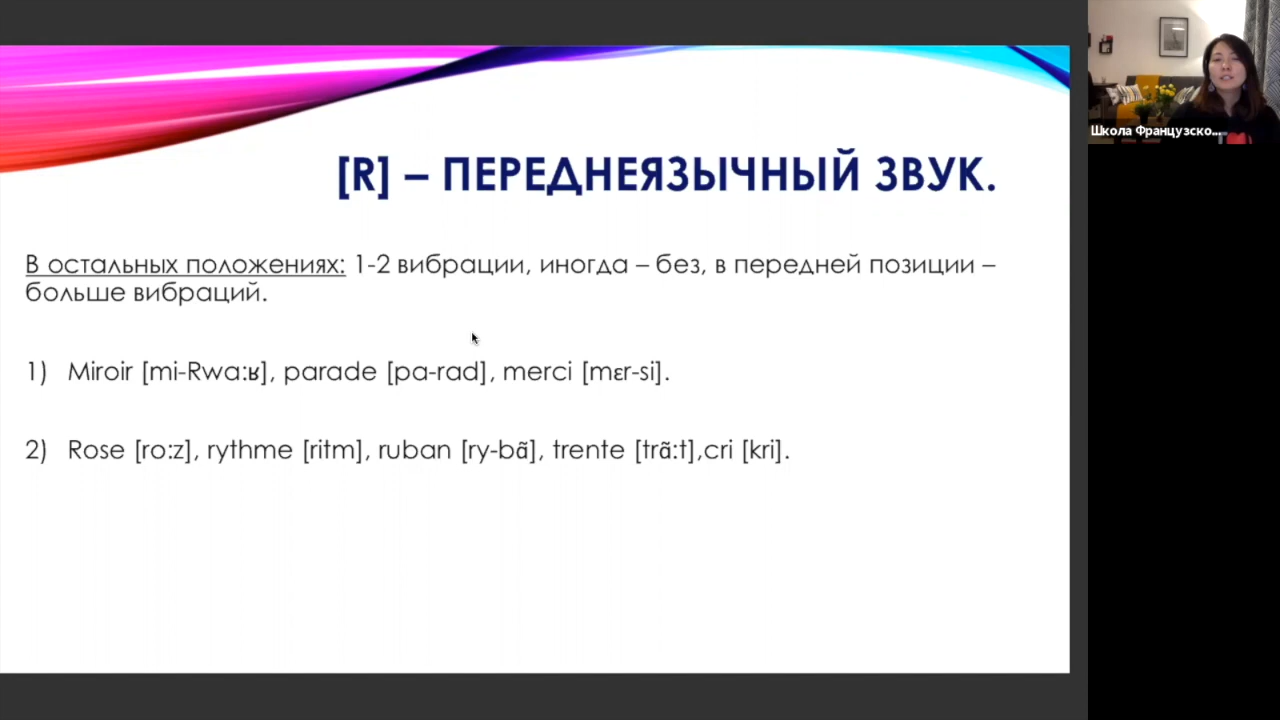 [R] – ПЕРЕДНЕЯЗЫЧНЫЙ ЗВУК.
В остальных положениях: 1-2 вибрации, иногда – без, в передней позиции –
больше вибраций.
1) Miroir [mi-Rwa:ʁ], parade [pa-rad], merci [mɛr-si].
2) Rose [ro:z], rythme [ritm], ruban [ry-bɑ̃], trente [trɑ̃:t],cri [kri].
Школа Французско...